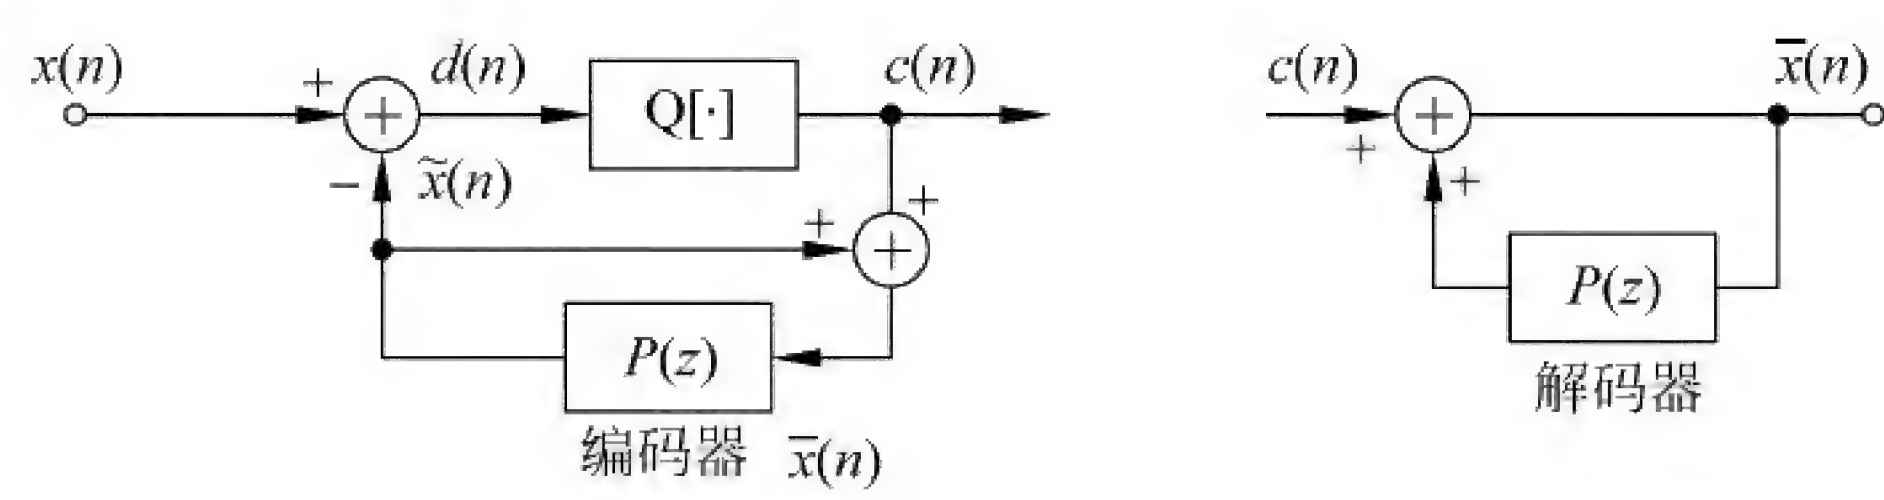 x(n) + + d(n) Q[·] c(n)
− x̃(n) + +
+
P(z)
编码器 x̄(n)
c(n) + x̄(n)
+ +
P(z)
解码器